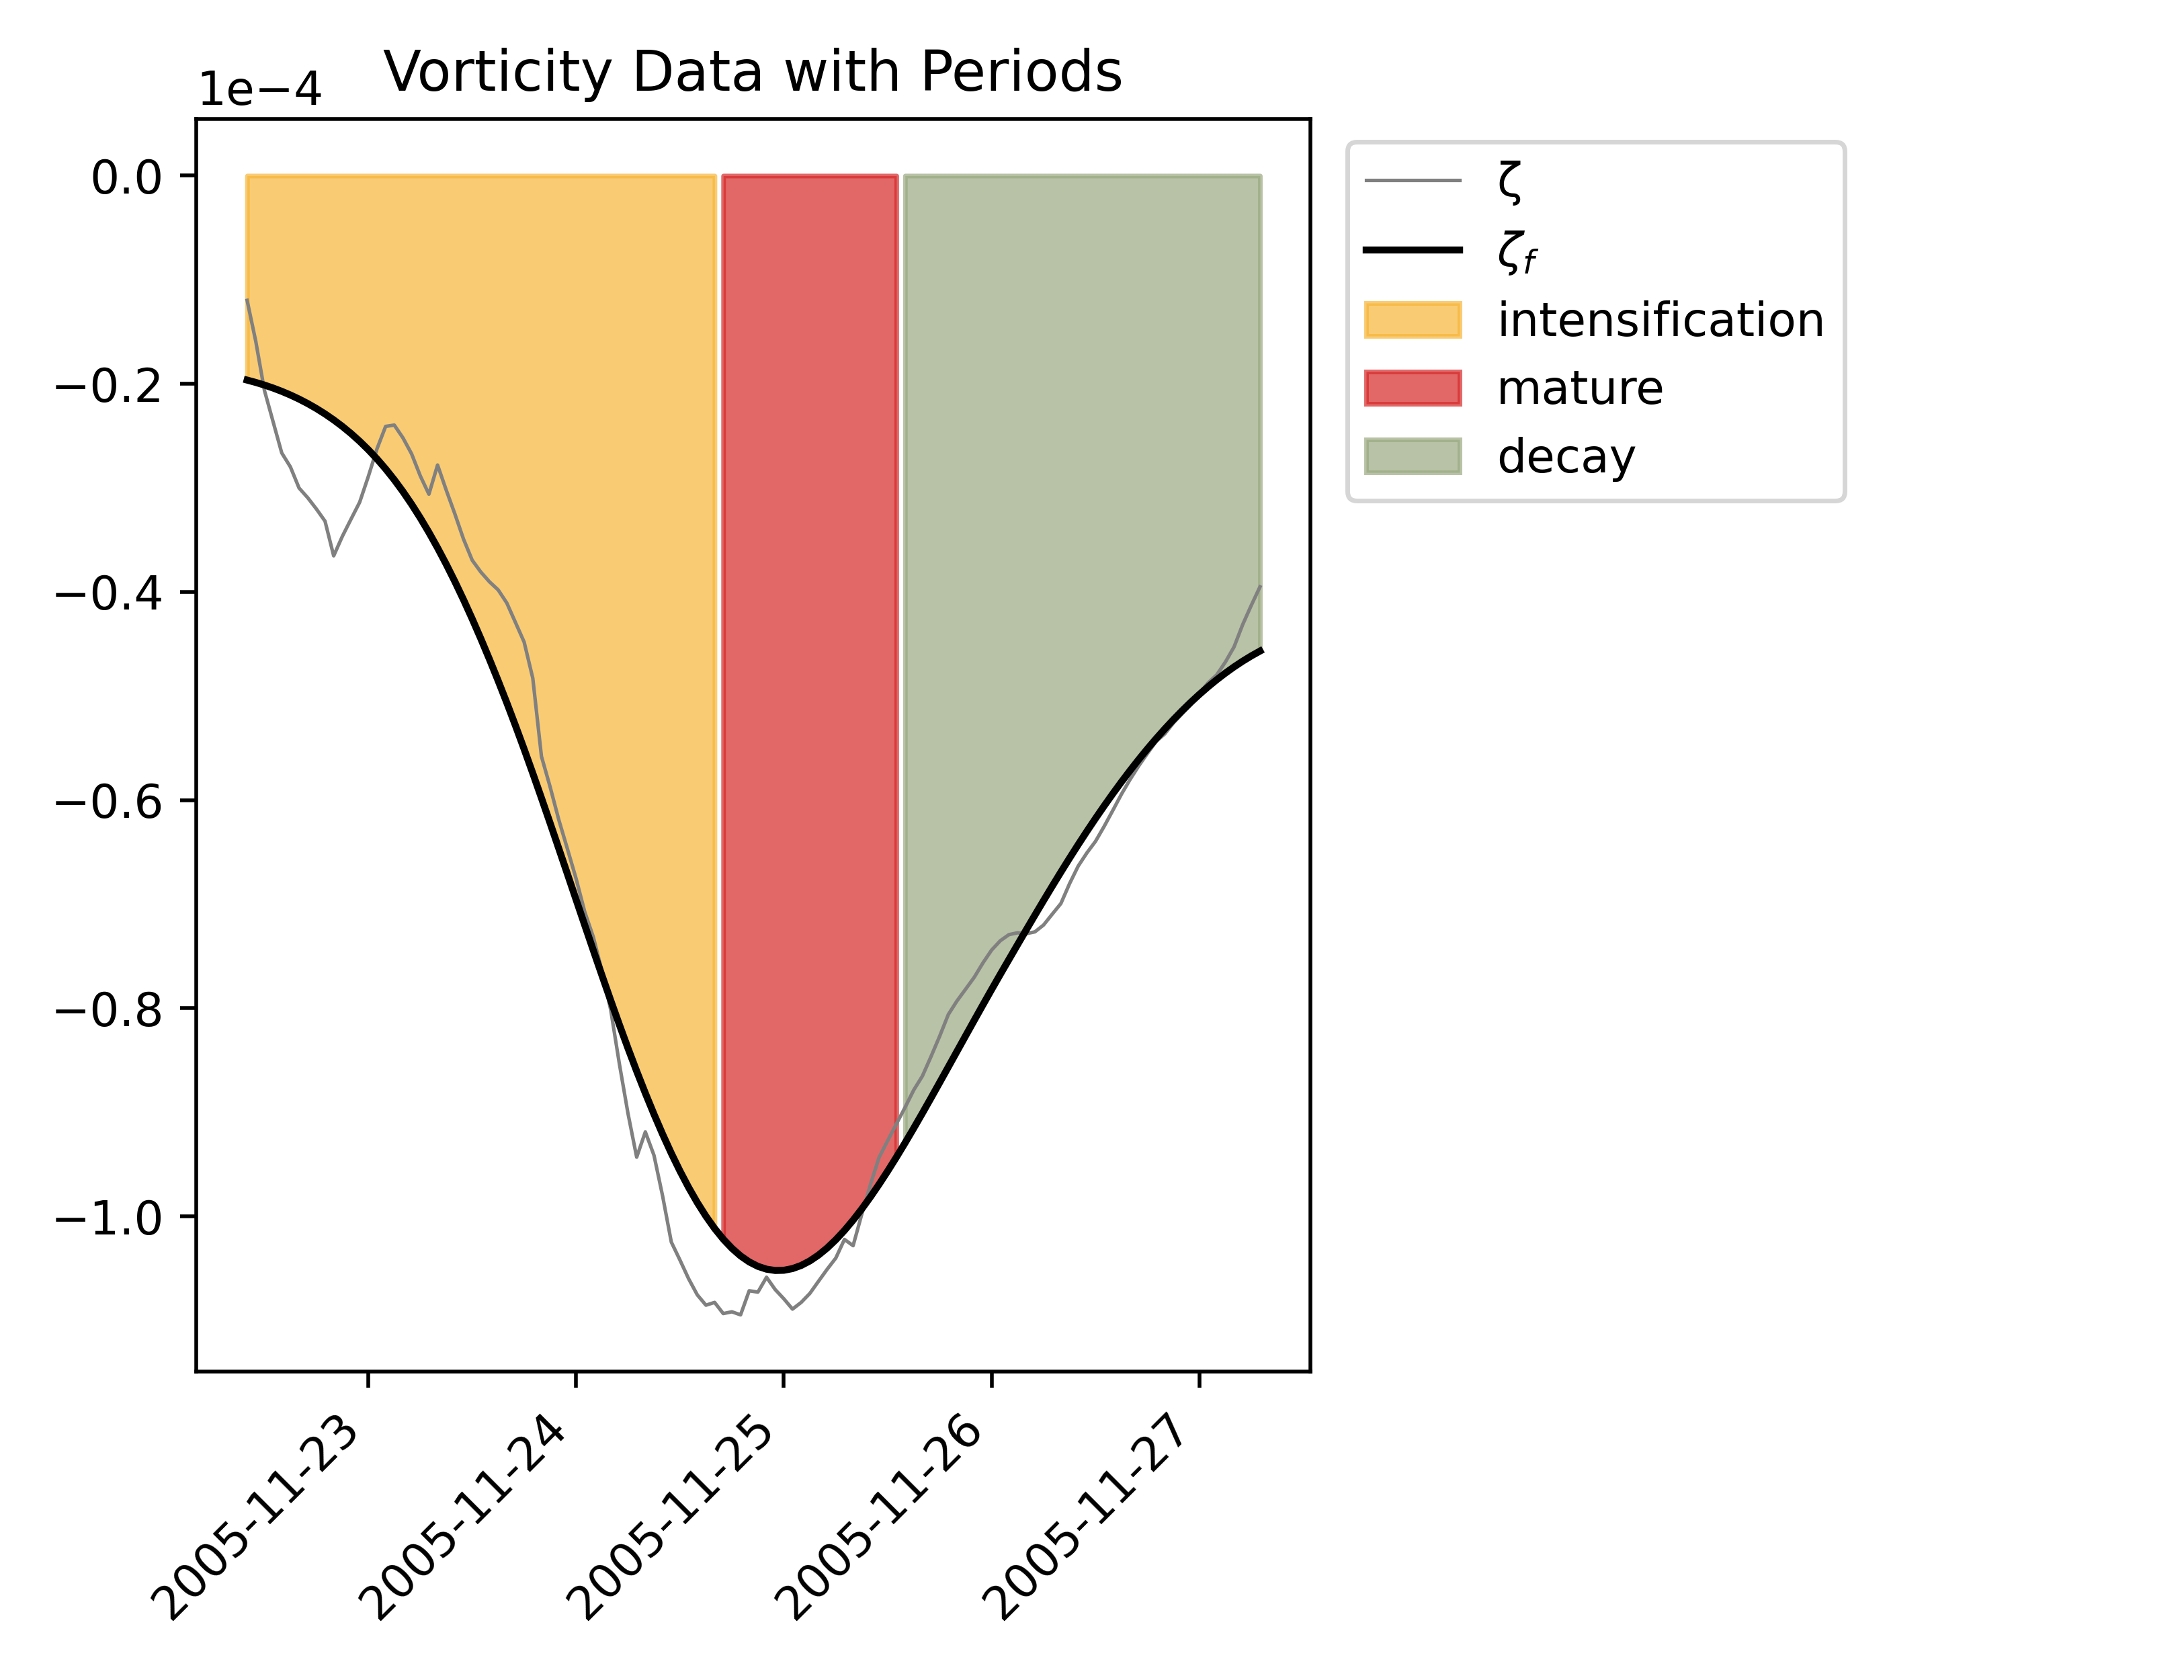 Vorticity Data with Periods
1e−4
0.0
−0.2
−0.4
−0.6
−0.8
−1.0
2005-11-23
2005-11-24
2005-11-25
2005-11-26
2005-11-27
ζ
ζf
intensification
mature
decay